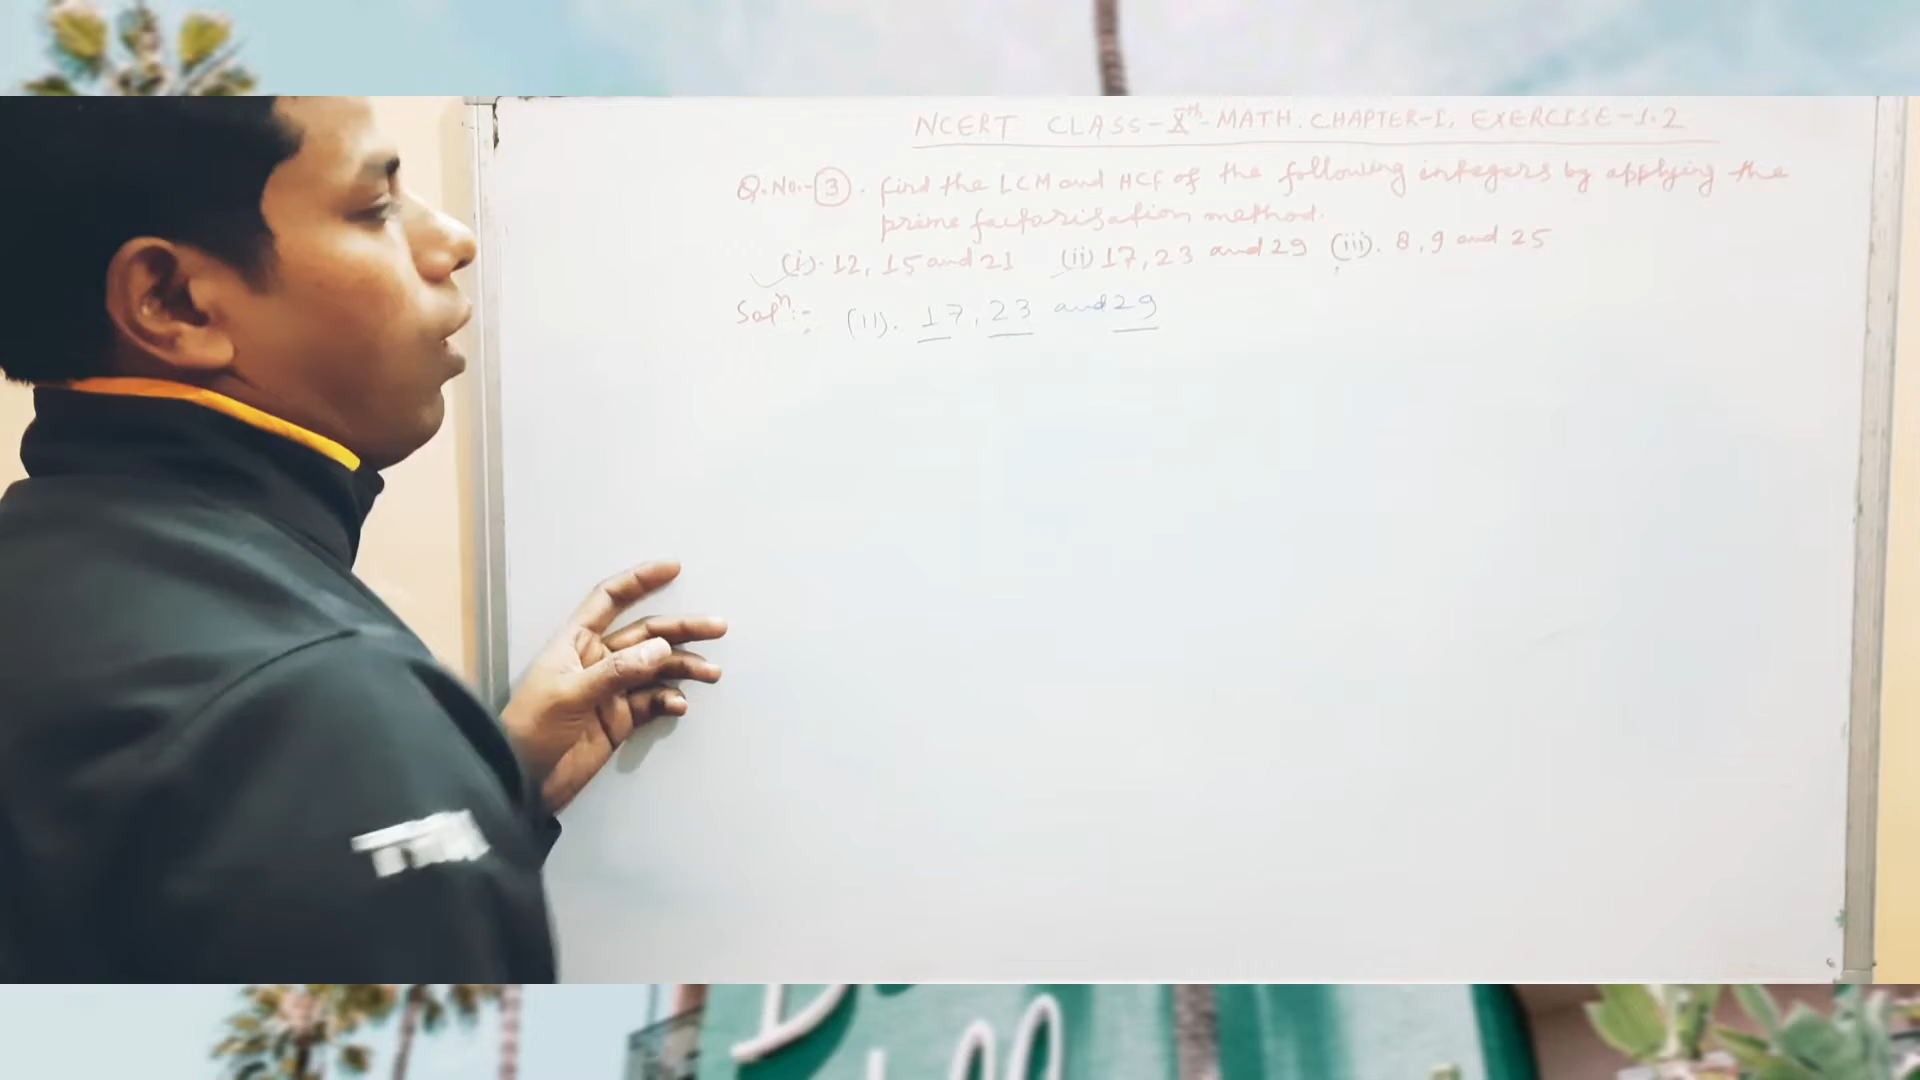 NCERT CLASS-Xth-MATH. CHAPTER-I, EXERCISE-1.2
Q.No.-(3). find the LCM and HCF of the following integers by applying the
prime factorisation method.
(i). 12, 15 and 21 (ii) 17, 23 and 29 (iii). 8, 9 and 25
Solⁿ:- (ii). 17, 23 and 29